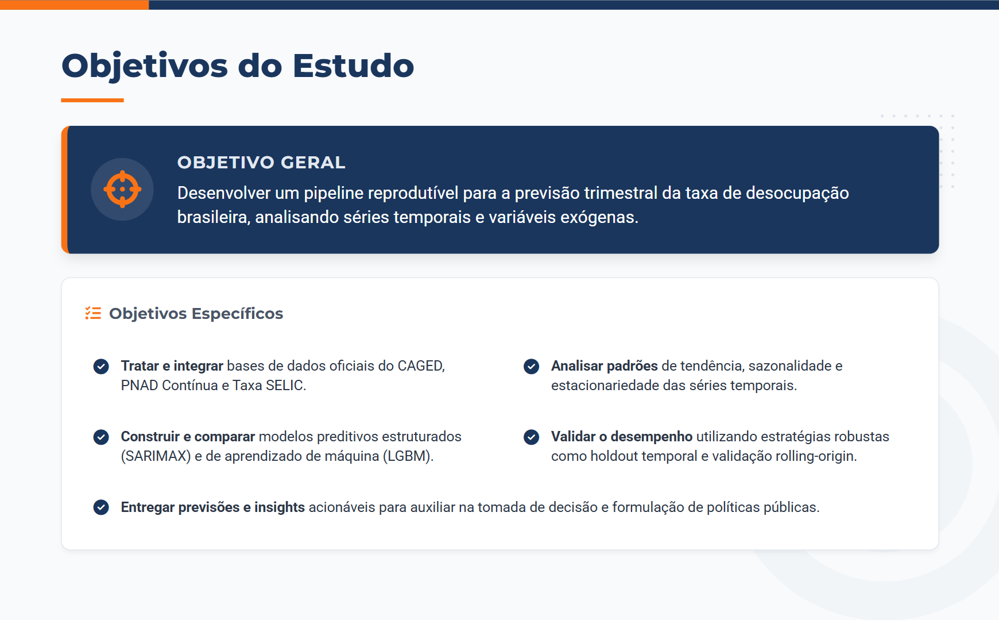 Objetivos do Estudo
OBJETIVO GERAL
Desenvolver um pipeline reprodutível para a previsão trimestral da taxa de desocupação
brasileira, analisando séries temporais e variáveis exógenas.
Objetivos Específicos
Tratar e integrar bases de dados oficiais do CAGED,
PNAD Contínua e Taxa SELIC.
Analisar padrões de tendência, sazonalidade e
estacionariedade das séries temporais.
Construir e comparar modelos preditivos estruturados
(SARIMAX) e de aprendizado de máquina (LGBM).
Validar o desempenho utilizando estratégias robustas
como holdout temporal e validação rolling-origin.
Entregar previsões e insights acionáveis para auxiliar na tomada de decisão e formulação de políticas públicas.